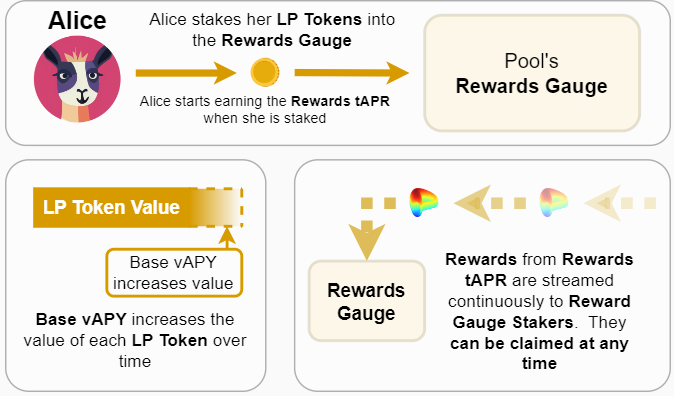 Alice
Alice stakes her LP Tokens into
the Rewards Gauge
Alice starts earning the Rewards tAPR
when she is staked
Pool's
Rewards Gauge
LP Token Value
Base vAPY
increases value
Base vAPY increases the
value of each LP Token over
time
Rewards
Gauge
Rewards from Rewards
tAPR are streamed
continuously to Reward
Gauge Stakers. They
can be claimed at any
time